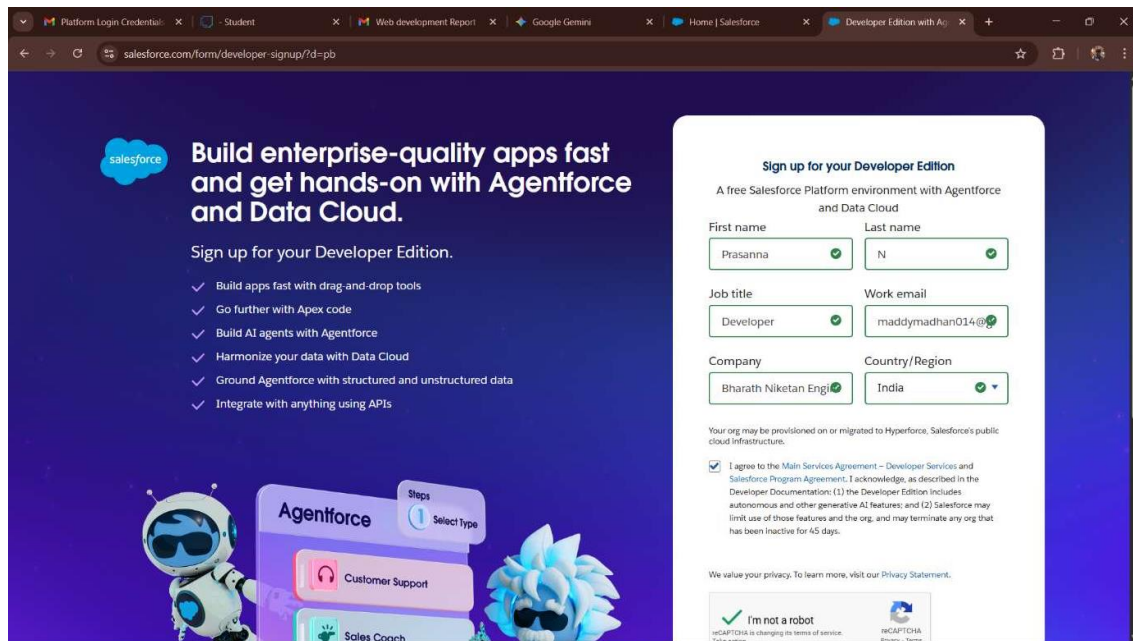 Platform Login Credentials
- Student
Web development Report
Google Gemini
Home | Salesforce
Developer Edition with Ag
salesforce.com/form/developer-signup/?d=pb
salesforce
Build enterprise-quality apps fast
and get hands-on with Agentforce
and Data Cloud.
Sign up for your Developer Edition.
Build apps fast with drag-and-drop tools
Go further with Apex code
Build AI agents with Agentforce
Harmonize your data with Data Cloud
Ground Agentforce with structured and unstructured data
Integrate with anything using APIs
Agentforce
Steps
1 Select Type
Customer Support
Sales Coach
Sign up for your Developer Edition
A free Salesforce Platform environment with Agentforce
and Data Cloud
First name Last name
Prasanna N
Job title Work email
Developer maddymadhan014@g
Company Country/Region
Bharath Niketan Engi India
Your org may be provisioned on or migrated to Hyperforce, Salesforce's public
cloud infrastructure.
I agree to the Main Services Agreement – Developer Services and
Salesforce Program Agreement. I acknowledge, as described in the
Developer Documentation: (1) the Developer Edition includes
autonomous and other generative AI features; and (2) Salesforce may
limit use of those features and the org, and may terminate any org that
has been inactive for 45 days.
We value your privacy. To learn more, visit our Privacy Statement.
I'm not a robot
reCAPTCHA
reCAPTCHA is changing its terms of service.